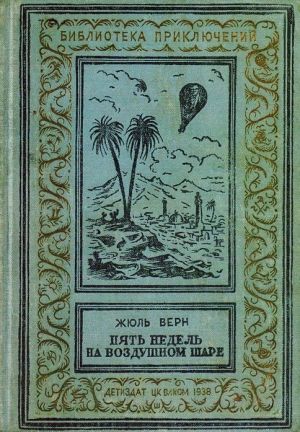 БИБЛИОТЕКА ПРИКЛЮЧЕНИЙ
ЖЮЛЬ ВЕРН
ПЯТЬ НЕДЕЛЬ
НА ВОЗДУШНОМ ШАРЕ
ДЕТИЗДАТ ЦК ВЛКСМ 1938